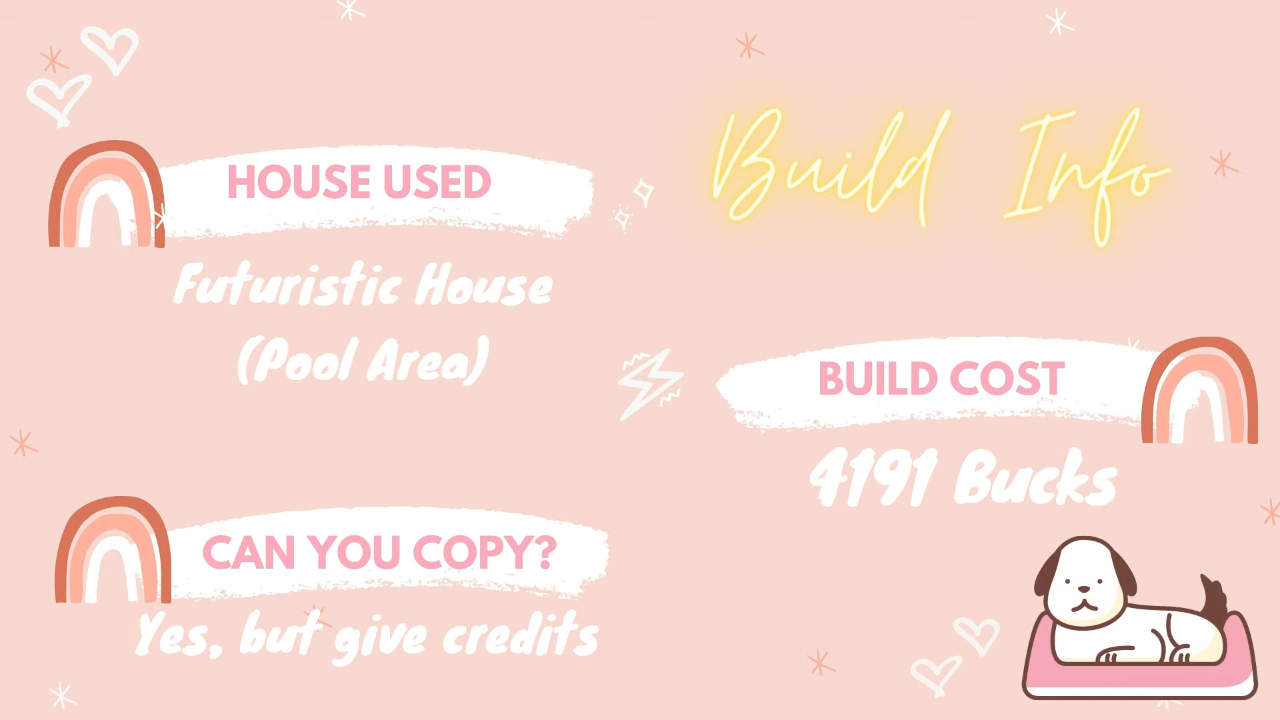 Build Info
HOUSE USED
Futuristic House
(Pool Area)
BUILD COST
4191 Bucks
CAN YOU COPY?
Yes, but give credits